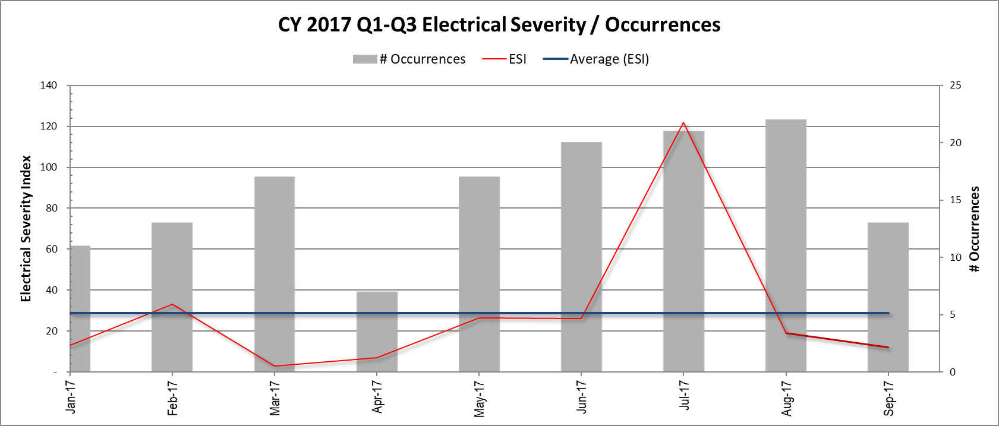 CY 2017 Q1-Q3 Electrical Severity / Occurrences
# Occurrences ESI Average (ESI)
140
120
100
80
60
40
20
-
Electrical Severity Index
25
20
15
10
5
0
# Occurrences
Jan-17
Feb-17
Mar-17
Apr-17
May-17
Jun-17
Jul-17
Aug-17
Sep-17